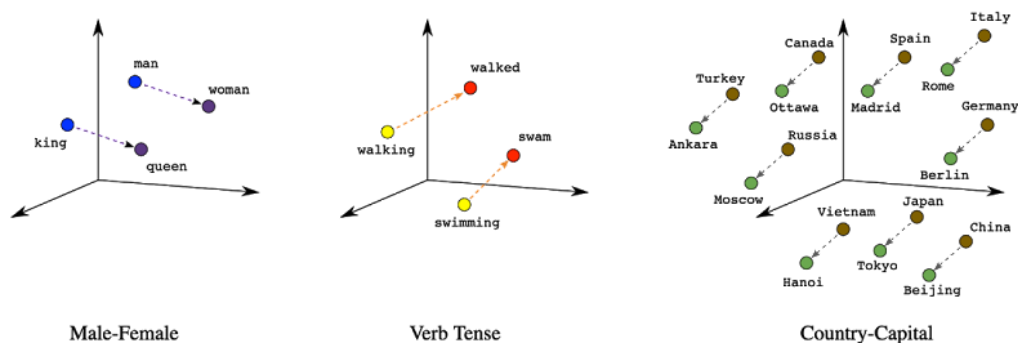 man
woman
king
queen
Male-Female
walked
swam
walking
swimming
Verb Tense
Italy
Spain
Canada
Turkey
Rome
Ottawa
Madrid
Germany
Ankara
Russia
Berlin
Moscow
Vietnam
Japan
China
Hanoi
Tokyo
Beijing
Country-Capital